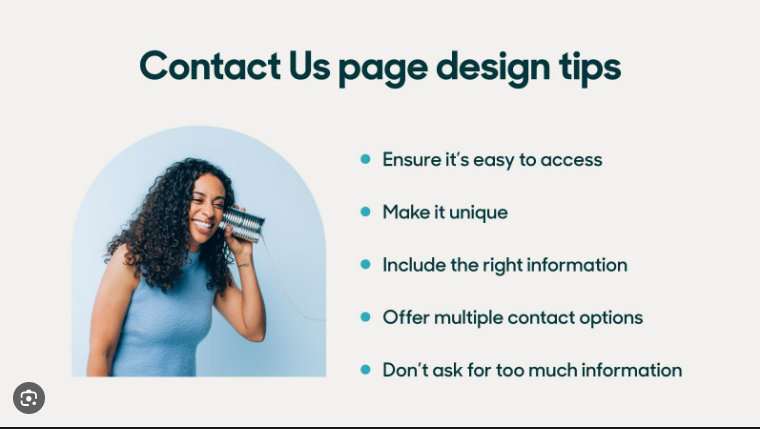 Contact Us page design tips
Ensure it's easy to access
Make it unique
Include the right information
Offer multiple contact options
Don't ask for too much information